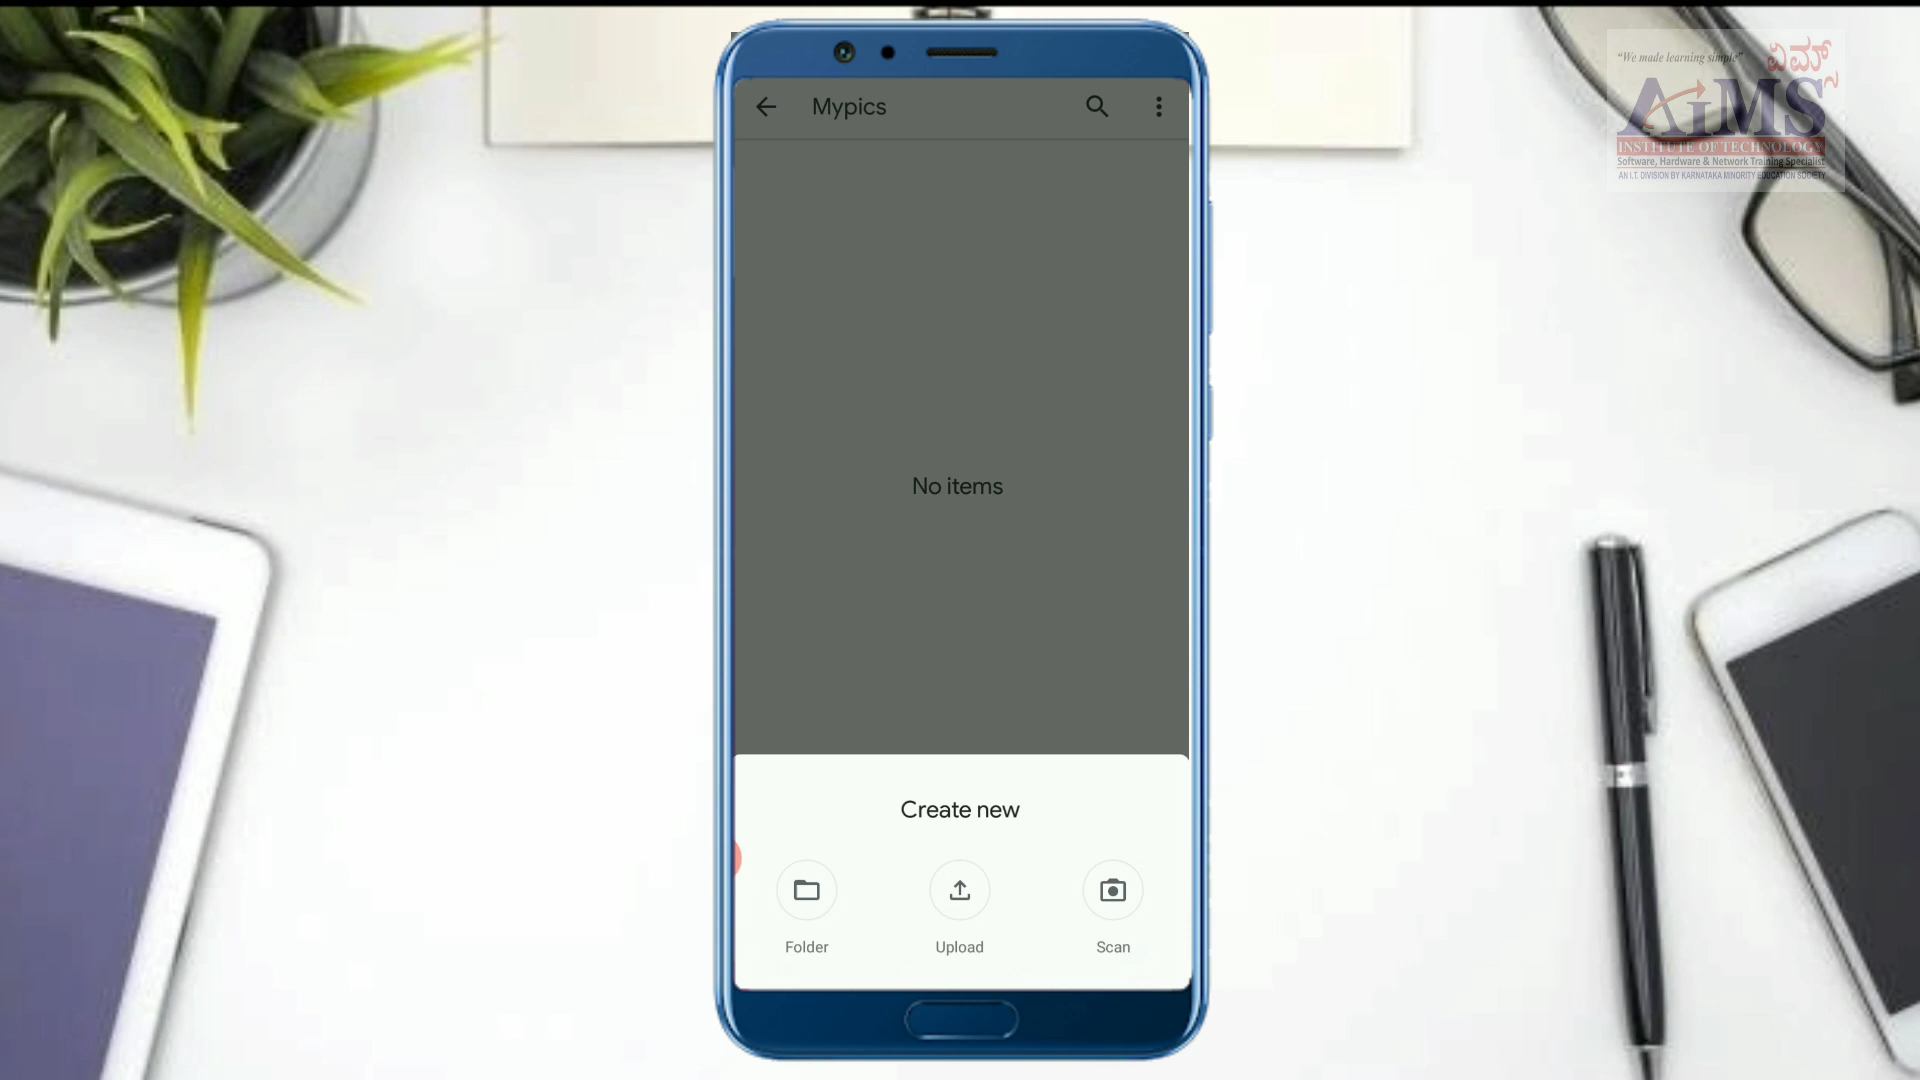 Mypics
No items
Create new
Folder
Upload
Scan
"We made learning simple"
ಏಮ್ಸ್
AiMS
INSTITUTE OF TECHNOLOGY
Software, Hardware & Network Training Specialist
AN I.T. DIVISION BY KARNATAKA MINORITY EDUCATION SOCIETY